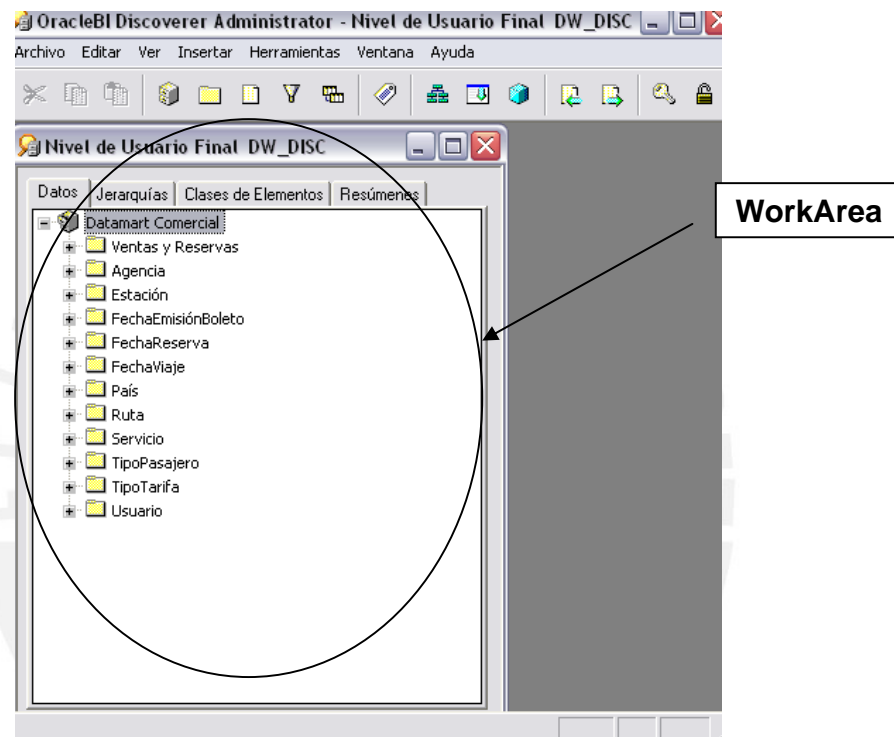 OracleBI Discoverer Administrator - Nivel de Usuario Final DW_DISC
Archivo Editar Ver Insertar Herramientas Ventana Ayuda
Nivel de Usuario Final DW_DISC
Datos Jerarquías Clases de Elementos Resúmenes
Datamart Comercial
Ventas y Reservas
Agencia
Estación
FechaEmisiónBoleto
FechaReserva
FechaViaje
País
Ruta
Servicio
TipoPasajero
TipoTarifa
Usuario
WorkArea